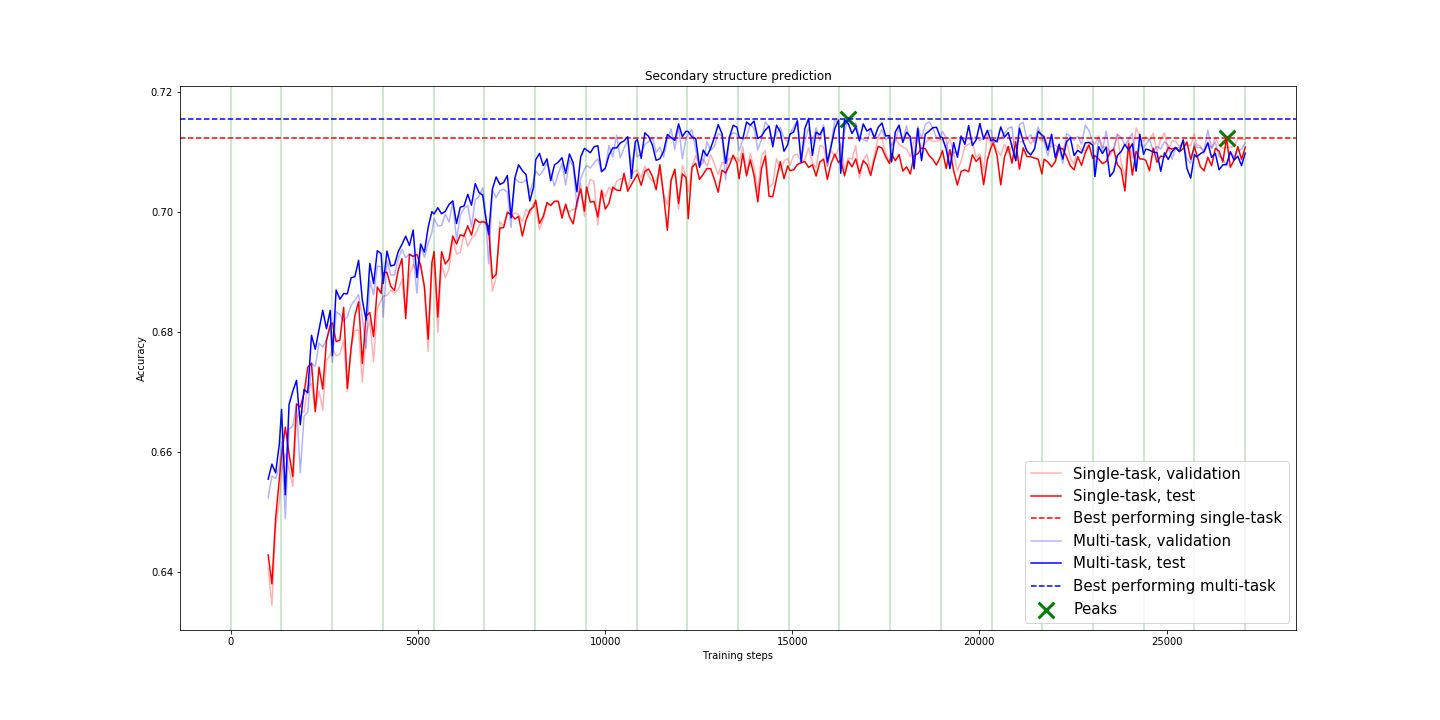 Secondary structure prediction
0.72
0.70
0.68
0.66
0.64
Accuracy
0
5000
10000
15000
20000
25000
Training steps
Single-task, validation
Single-task, test
Best performing single-task
Multi-task, validation
Multi-task, test
Best performing multi-task
Peaks